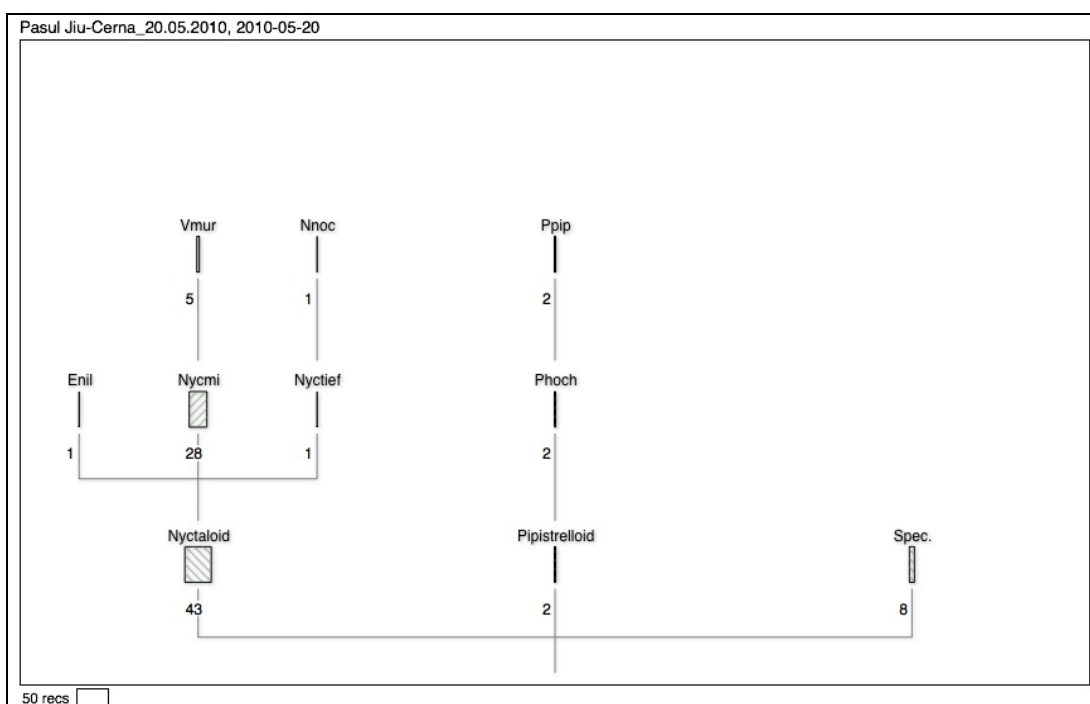 Pasul Jiu-Cerna_20.05.2010, 2010-05-20
Vmur Nnoc Ppip
5 1 2
Enil Nycmi Nyctief Phoch
1 28 1 2
Nyctaloid Pipistrelloid Spec.
43 2 8
50 recs